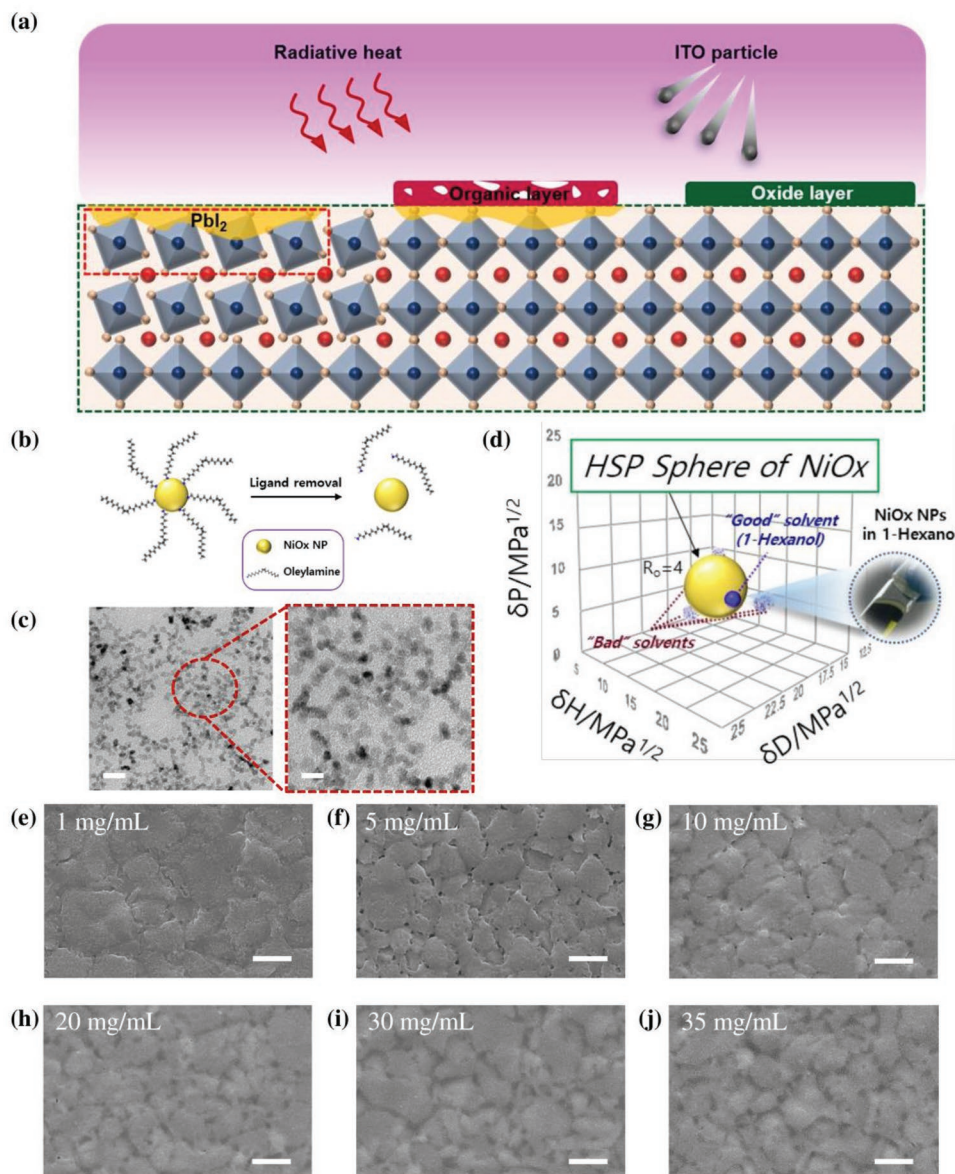 (a)
Radiative heat
ITO particle
Organic layer
Oxide layer
PbI2
(b)
Ligand removal
NiOx NP
Oleylamine
(c)
(d)
25
20
15
10
5
0
δP/MPa1/2
HSP Sphere of NiOx
"Good" solvent
(1-Hexanol)
Ro=4
"Bad" solvents
NiOx NPs
in 1-Hexano
5
10
15
20
25
δH/MPa1/2
25
22.5
20
17.5
15
12.5
δD/MPa1/2
(e)
1 mg/mL
(f)
5 mg/mL
(g)
10 mg/mL
(h)
20 mg/mL
(i)
30 mg/mL
(j)
35 mg/mL